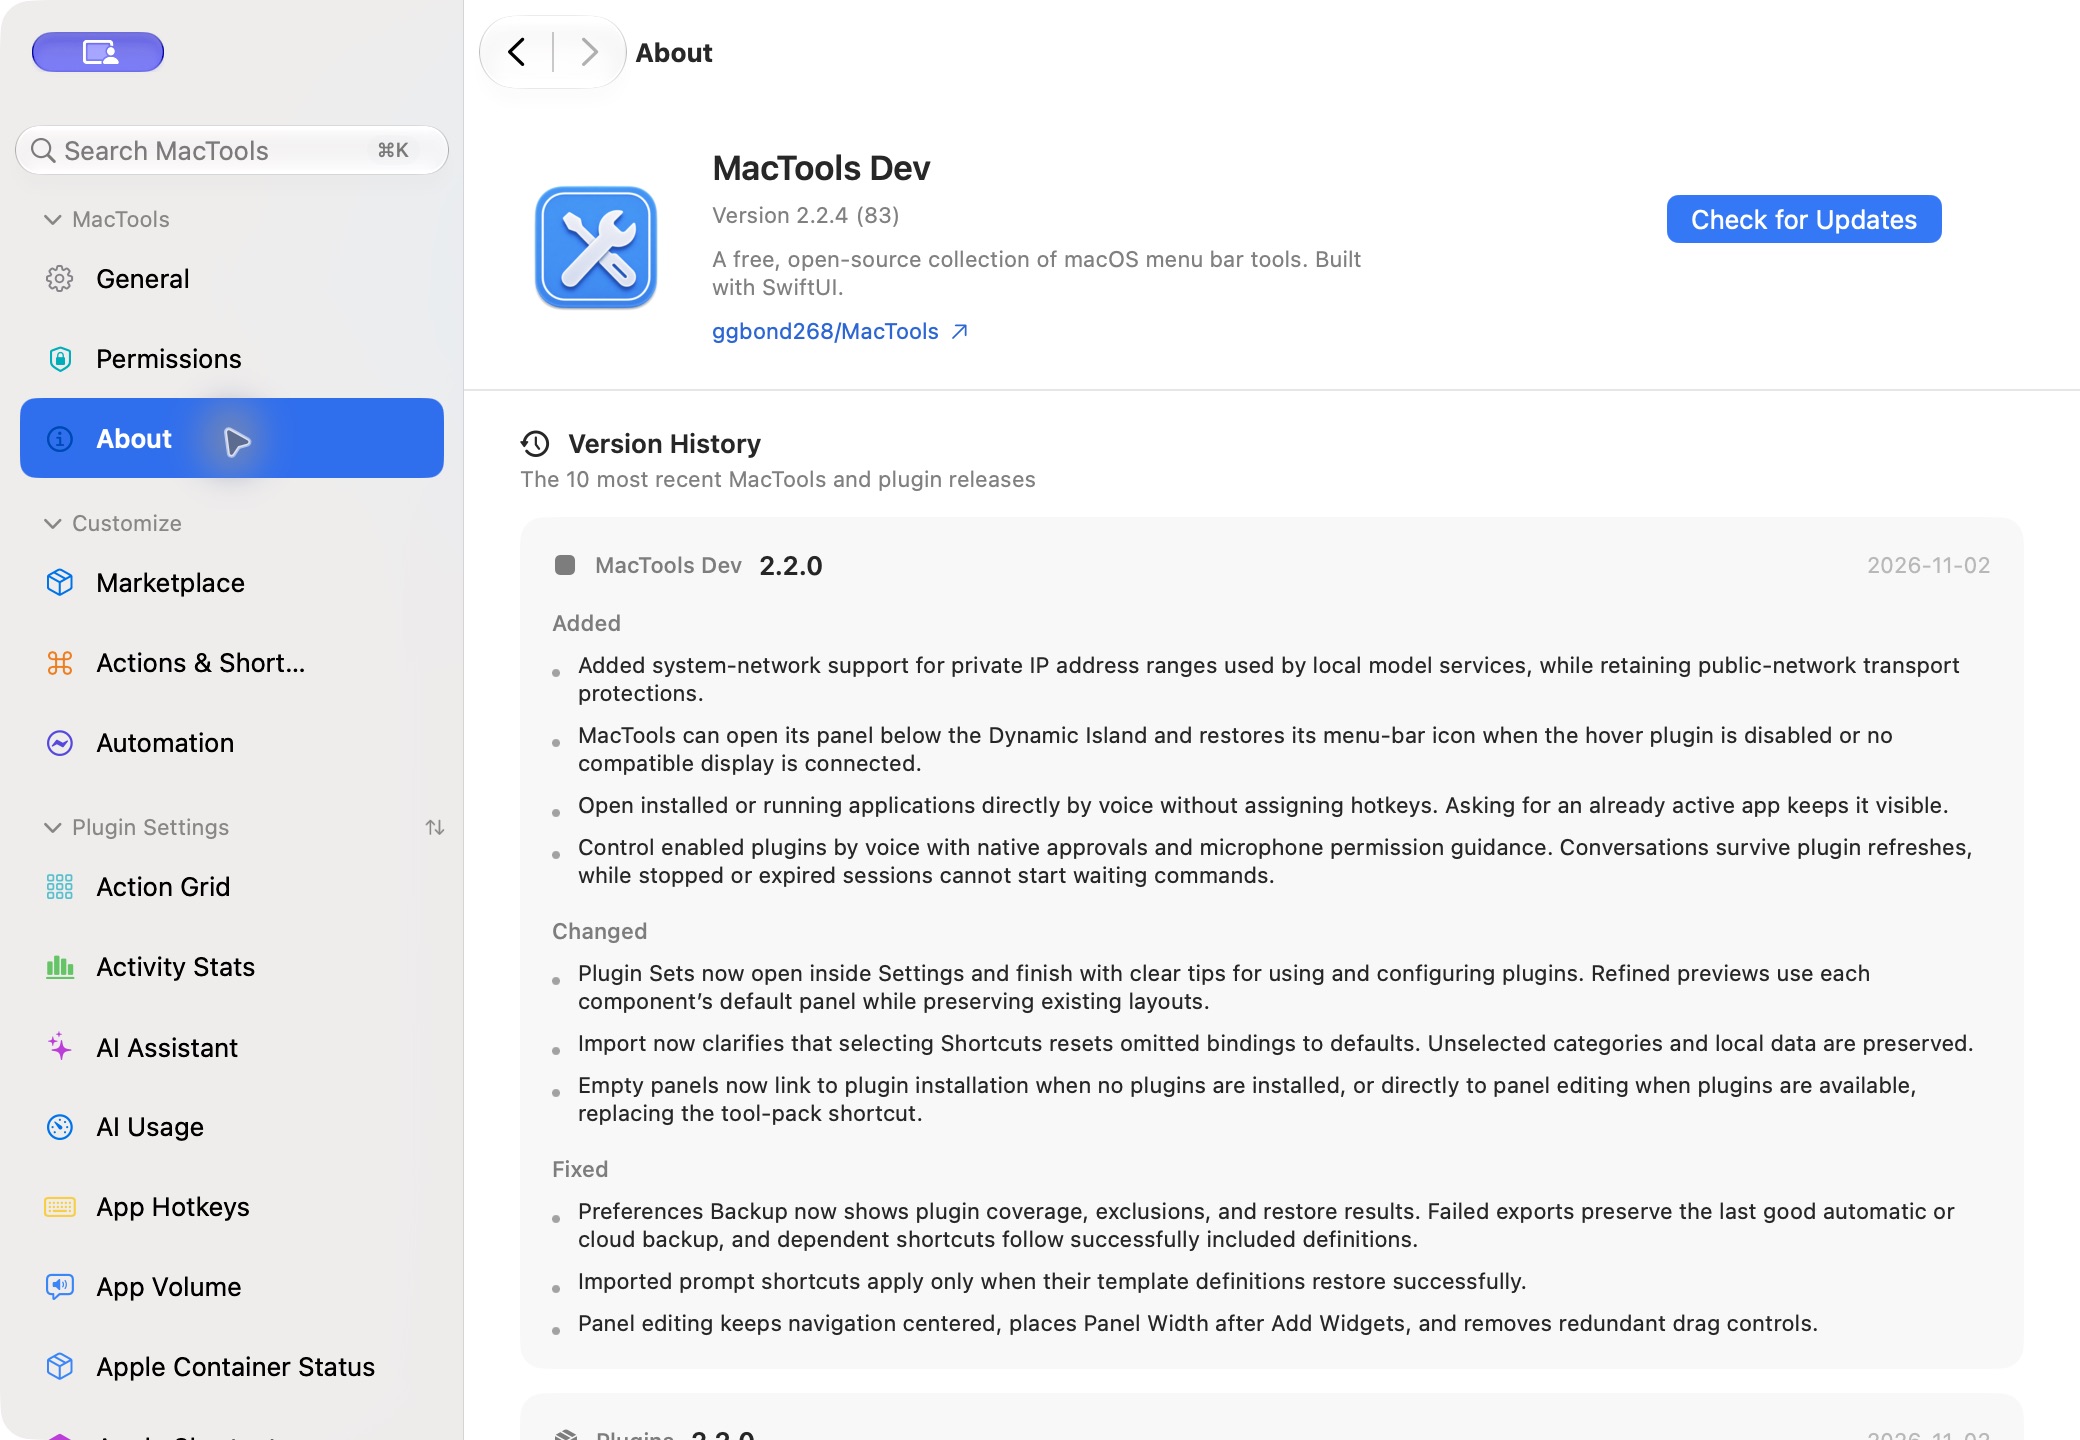 About
Search MacTools
⌘K
MacTools
General
Permissions
About
Customize
Marketplace
Actions & Short...
Automation
Plugin Settings
Action Grid
Activity Stats
AI Assistant
AI Usage
App Hotkeys
App Volume
Apple Container Status
MacTools Dev
Version 2.2.4 (83)
A free, open-source collection of macOS menu bar tools. Built
with SwiftUI.
ggbond268/MacTools
Check for Updates
Version History
The 10 most recent MacTools and plugin releases
MacTools Dev 2.2.0
2026-11-02
Added
Added system-network support for private IP address ranges used by local model services, while retaining public-network transport
protections.
MacTools can open its panel below the Dynamic Island and restores its menu-bar icon when the hover plugin is disabled or no
compatible display is connected.
Open installed or running applications directly by voice without assigning hotkeys. Asking for an already active app keeps it visible.
Control enabled plugins by voice with native approvals and microphone permission guidance. Conversations survive plugin refreshes,
while stopped or expired sessions cannot start waiting commands.
Changed
Plugin Sets now open inside Settings and finish with clear tips for using and configuring plugins. Refined previews use each
component’s default panel while preserving existing layouts.
Import now clarifies that selecting Shortcuts resets omitted bindings to defaults. Unselected categories and local data are preserved.
Empty panels now link to plugin installation when no plugins are installed, or directly to panel editing when plugins are available,
replacing the tool-pack shortcut.
Fixed
Preferences Backup now shows plugin coverage, exclusions, and restore results. Failed exports preserve the last good automatic or
cloud backup, and dependent shortcuts follow successfully included definitions.
Imported prompt shortcuts apply only when their template definitions restore successfully.
Panel editing keeps navigation centered, places Panel Width after Add Widgets, and removes redundant drag controls.